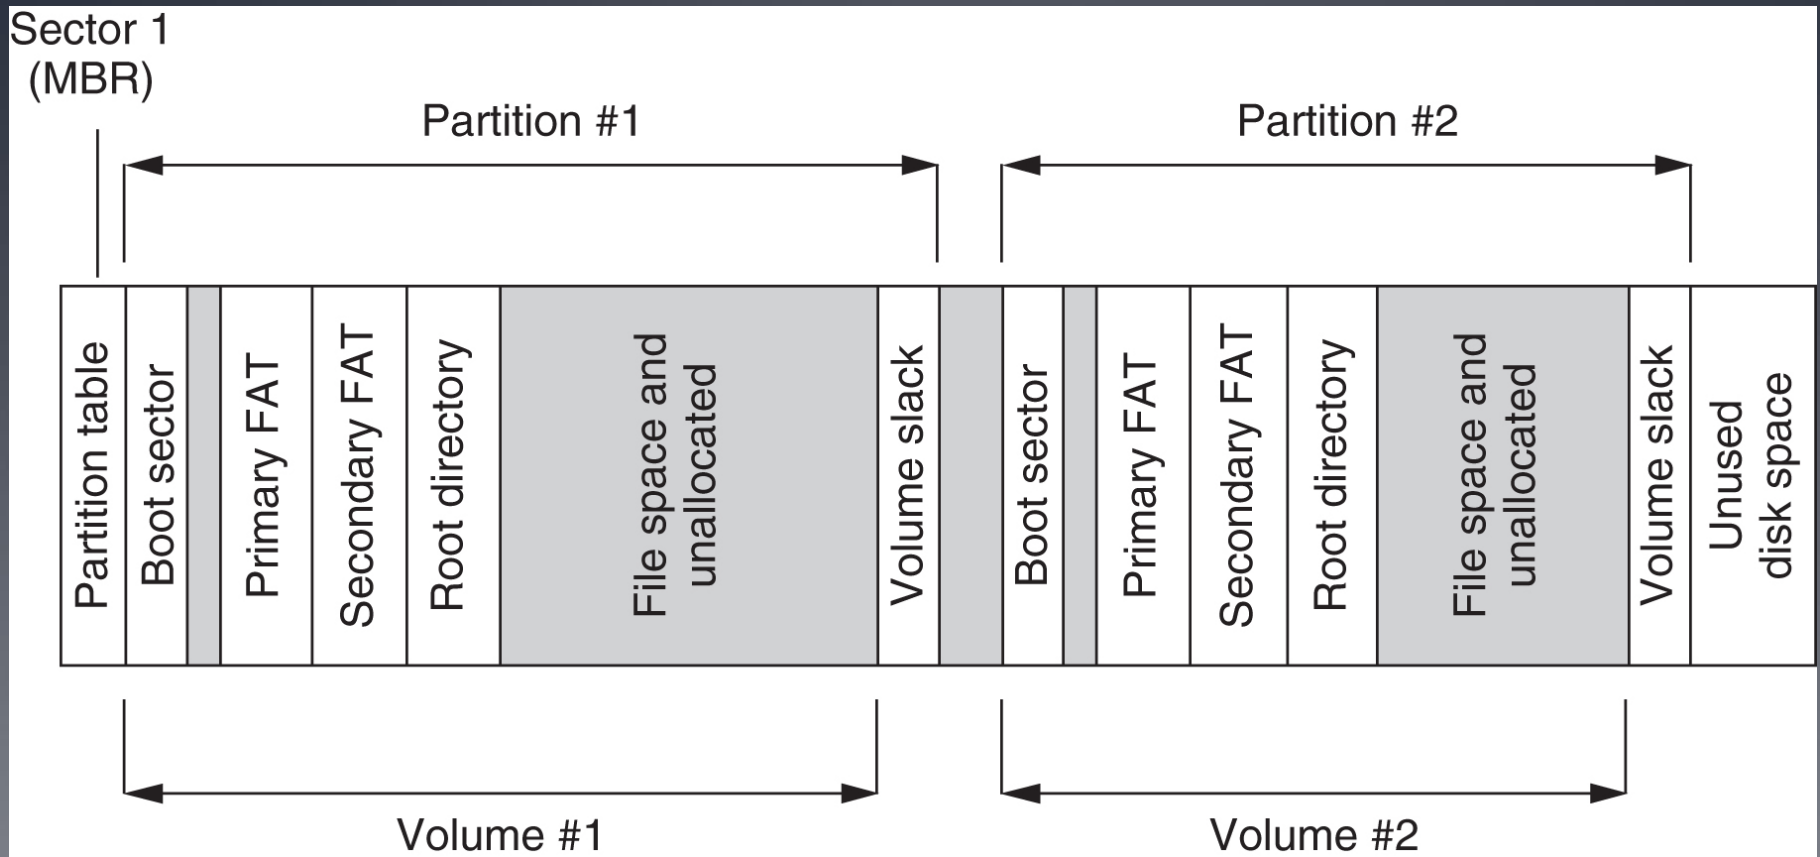 Sector 1
(MBR)
Partition #1
Partition #2
Partition table
Boot sector
Primary FAT
Secondary FAT
Root directory
File space and
unallocated
Volume slack
Boot sector
Primary FAT
Secondary FAT
Root directory
File space and
unallocated
Volume slack
Unused
disk space
Volume #1
Volume #2